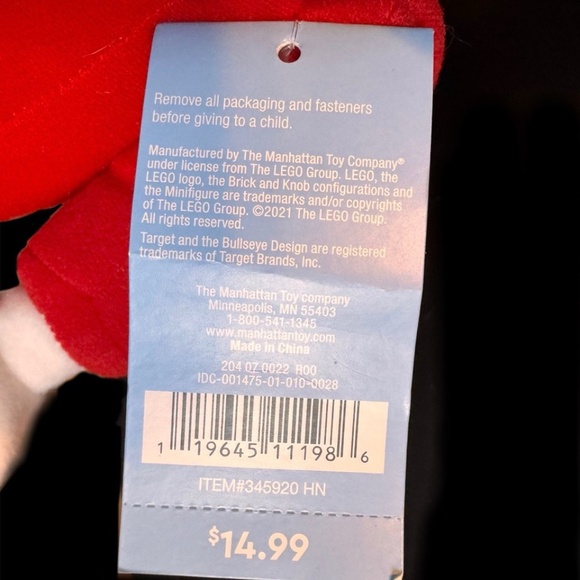 Remove all packaging and fasteners
before giving to a child.
Manufactured by The Manhattan Toy Company®
under license from The LEGO Group. LEGO, the
LEGO logo, the Brick and Knob configurations and
the Minifigure are trademarks and/or copyrights
of The LEGO Group. ©2021 The LEGO Group.
All rights reserved.
Target and the Bullseye Design are registered
trademarks of Target Brands, Inc.
The Manhattan Toy company
Minneapolis, MN 55403
1-800-541-1345
www.manhattantoy.com
Made in China
204 07 0022 R00
IDC-001475-01-010-0028
1 19645 11198 6
ITEM#345920 HN
$14.99